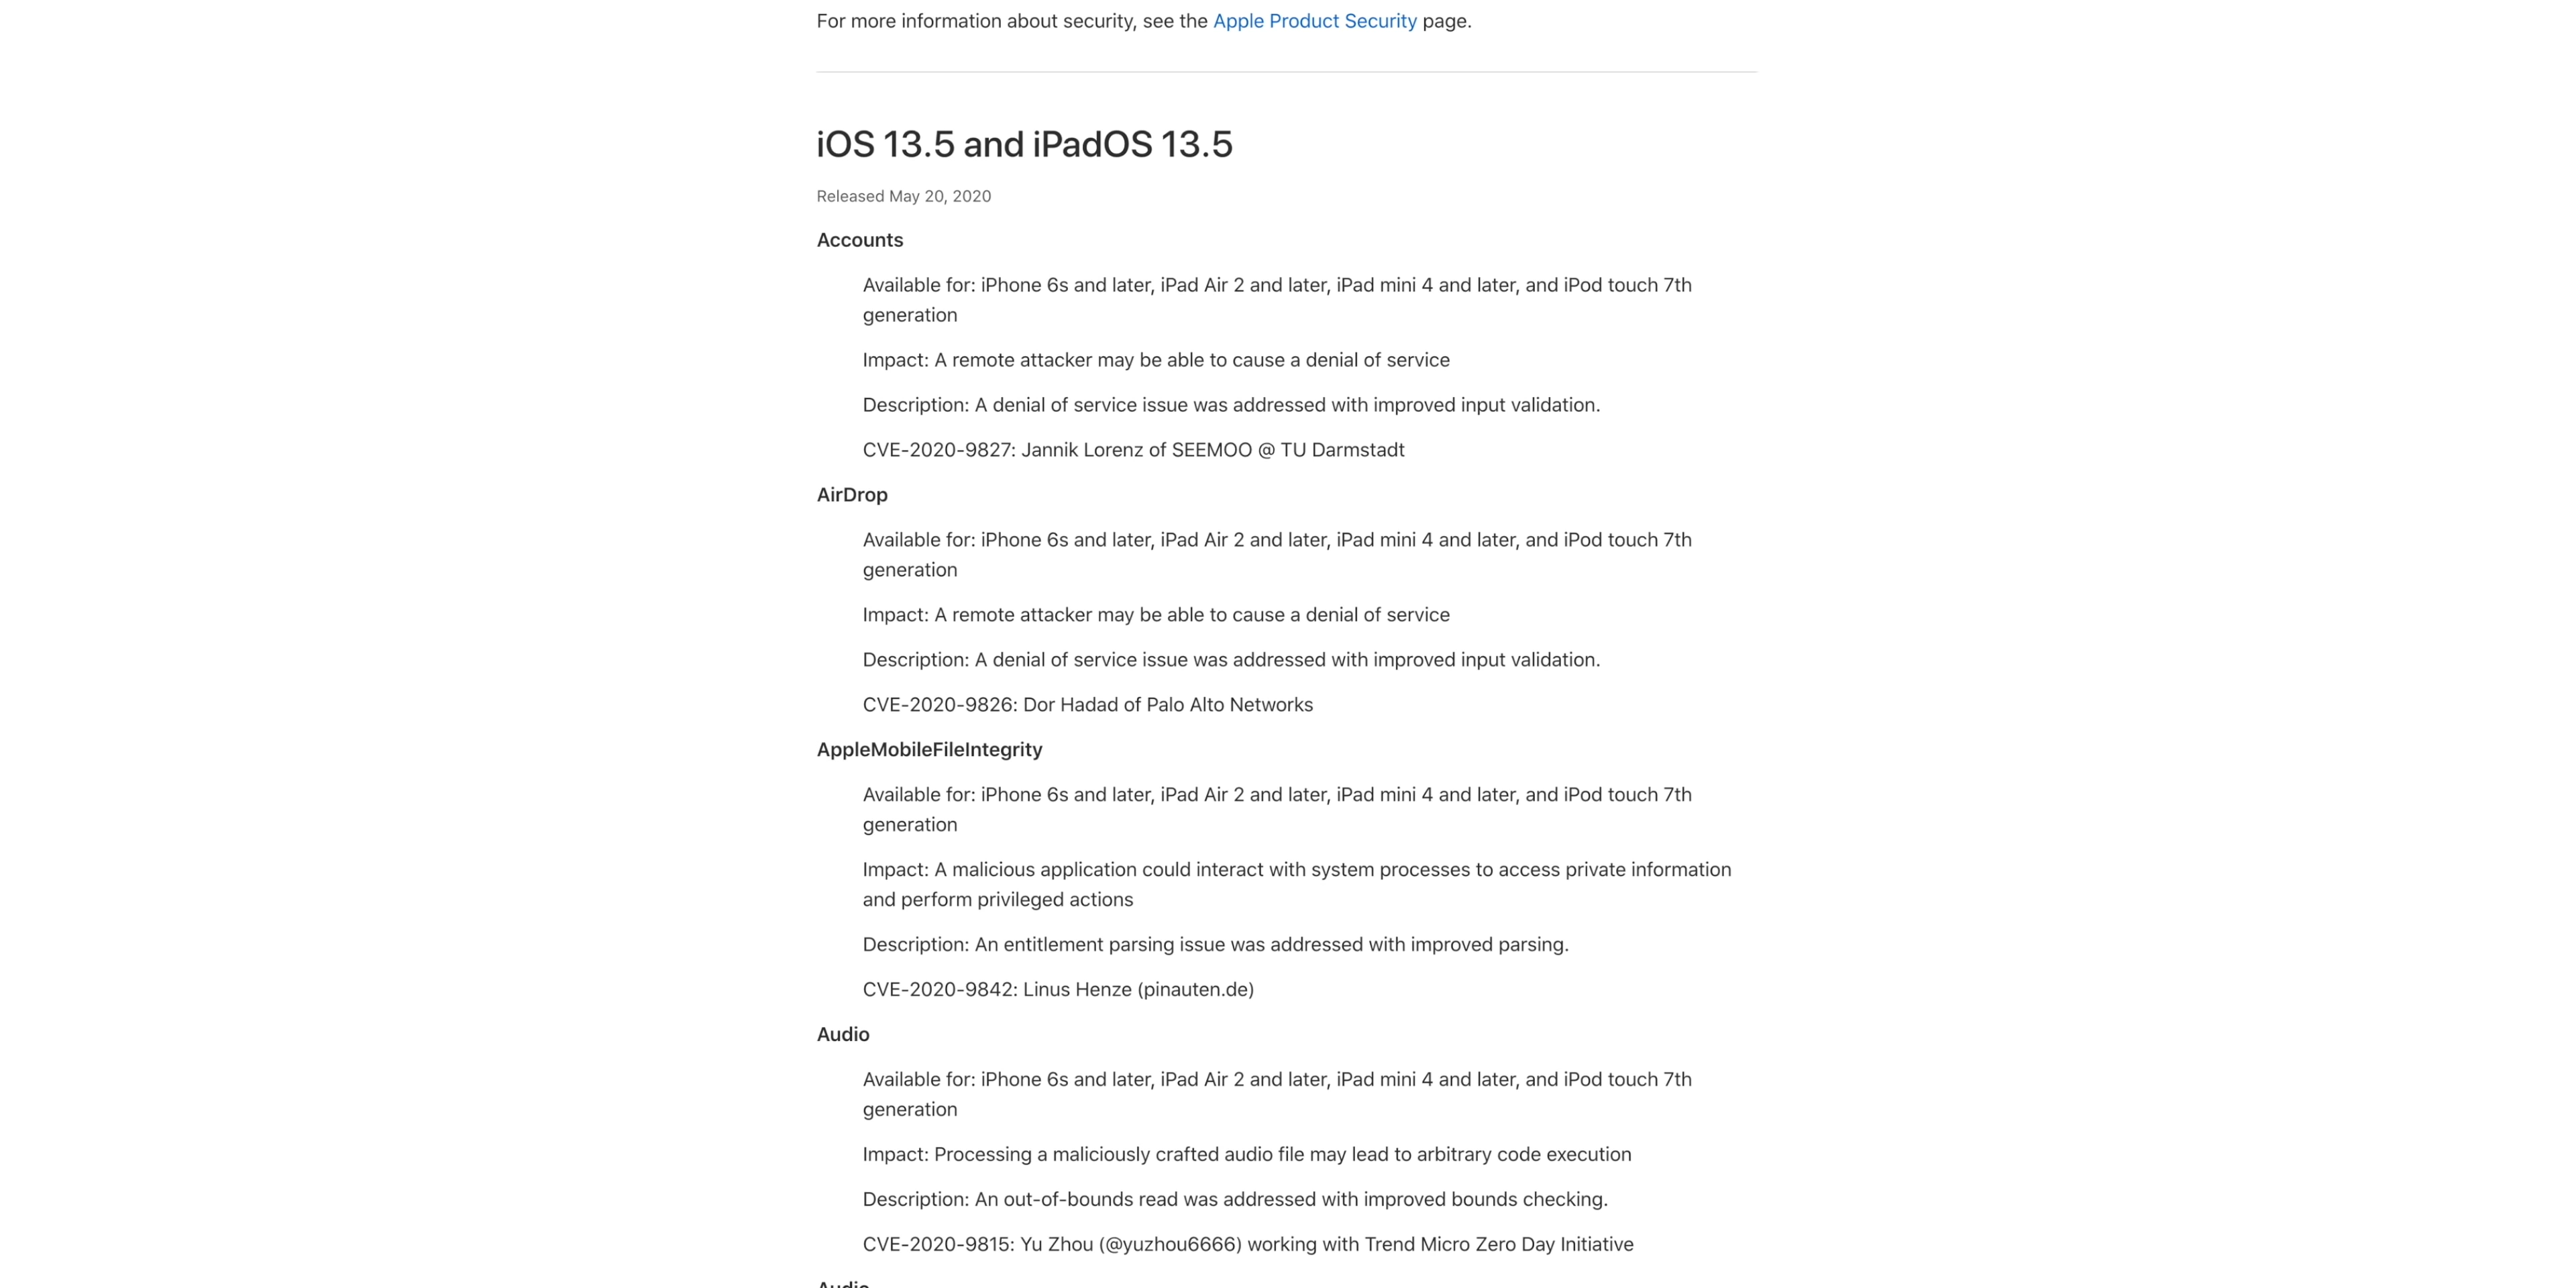 For more information about security, see the Apple Product Security page.
iOS 13.5 and iPadOS 13.5
Released May 20, 2020
Accounts
Available for: iPhone 6s and later, iPad Air 2 and later, iPad mini 4 and later, and iPod touch 7th
generation
Impact: A remote attacker may be able to cause a denial of service
Description: A denial of service issue was addressed with improved input validation.
CVE-2020-9827: Jannik Lorenz of SEEMOO @ TU Darmstadt
AirDrop
Available for: iPhone 6s and later, iPad Air 2 and later, iPad mini 4 and later, and iPod touch 7th
generation
Impact: A remote attacker may be able to cause a denial of service
Description: A denial of service issue was addressed with improved input validation.
CVE-2020-9826: Dor Hadad of Palo Alto Networks
AppleMobileFileIntegrity
Available for: iPhone 6s and later, iPad Air 2 and later, iPad mini 4 and later, and iPod touch 7th
generation
Impact: A malicious application could interact with system processes to access private information
and perform privileged actions
Description: An entitlement parsing issue was addressed with improved parsing.
CVE-2020-9842: Linus Henze (pinauten.de)
Audio
Available for: iPhone 6s and later, iPad Air 2 and later, iPad mini 4 and later, and iPod touch 7th
generation
Impact: Processing a maliciously crafted audio file may lead to arbitrary code execution
Description: An out-of-bounds read was addressed with improved bounds checking.
CVE-2020-9815: Yu Zhou (@yuzhou6666) working with Trend Micro Zero Day Initiative
Audio